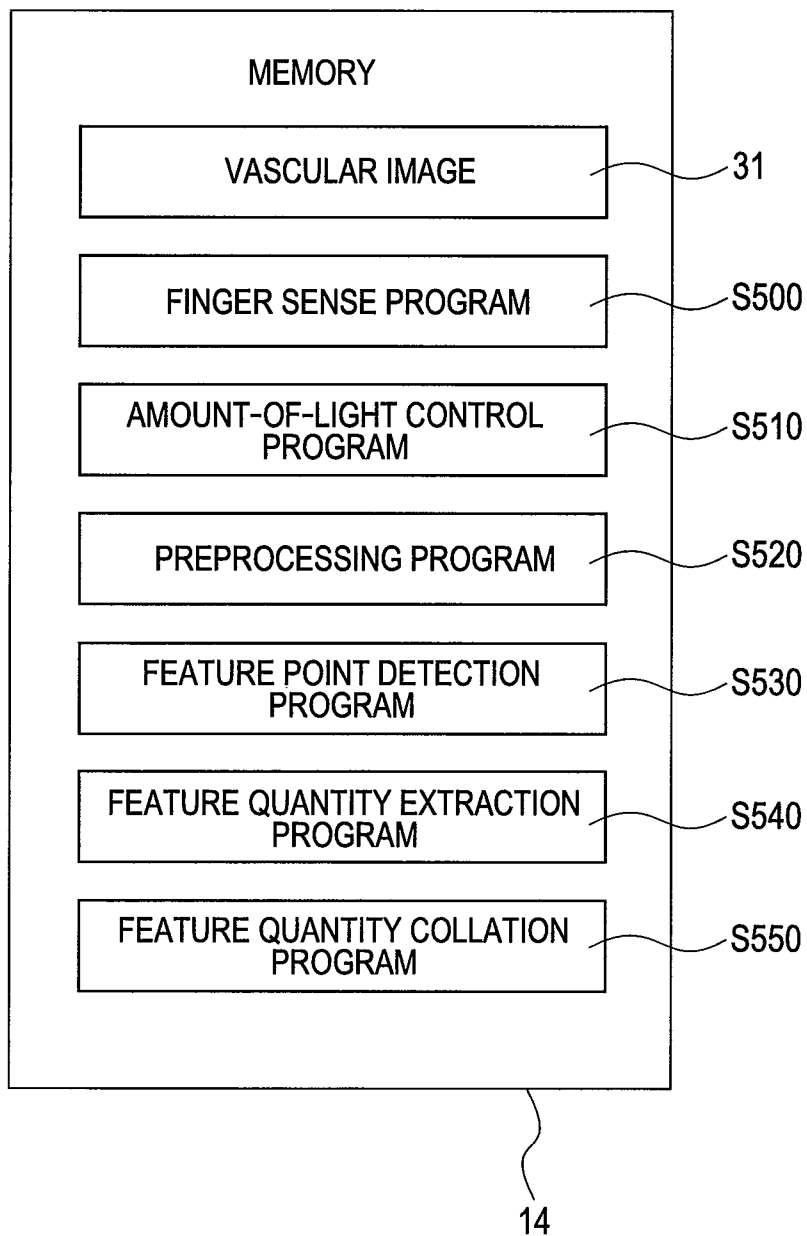 MEMORY
VASCULAR IMAGE
31
FINGER SENSE PROGRAM
S500
AMOUNT-OF-LIGHT CONTROL
PROGRAM
S510
PREPROCESSING PROGRAM
S520
FEATURE POINT DETECTION
PROGRAM
S530
FEATURE QUANTITY EXTRACTION
PROGRAM
S540
FEATURE QUANTITY COLLATION
PROGRAM
S550
14